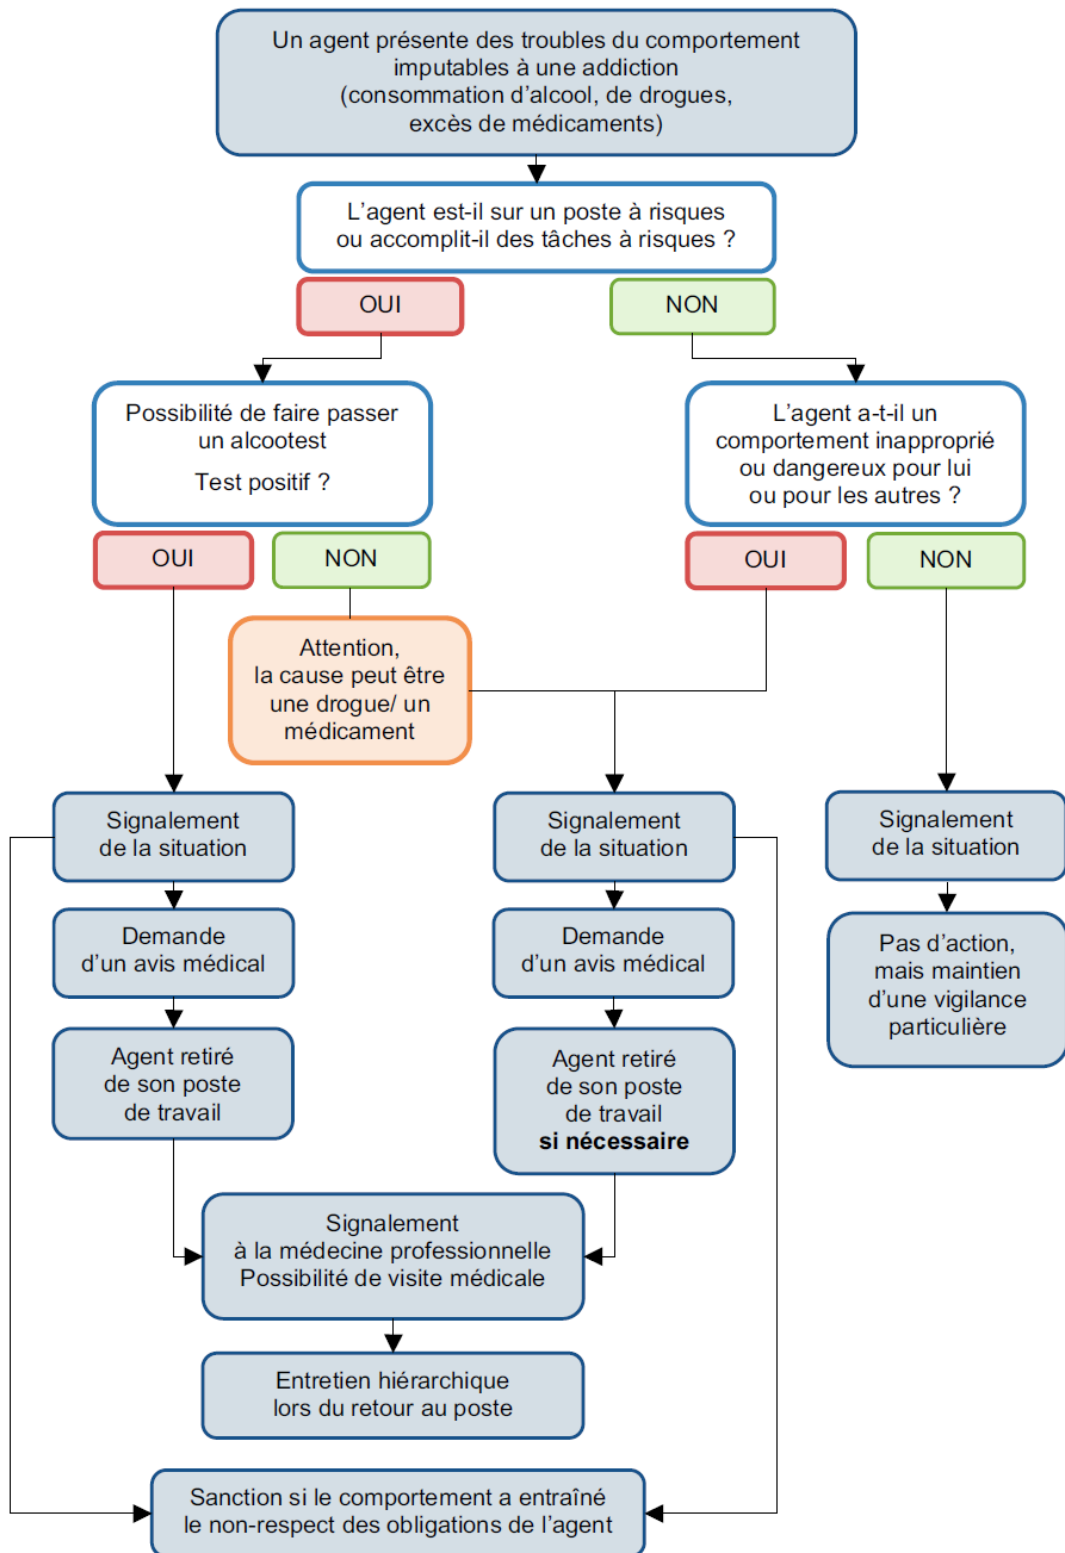 Un agent présente des troubles du comportement
imputables à une addiction
(consommation d'alcool, de drogues,
excès de médicaments)
L'agent est-il sur un poste à risques
ou accomplit-il des tâches à risques ?
OUI
NON
Possibilité de faire passer
un alcootest
Test positif ?
L'agent a-t-il un
comportement inapproprié
ou dangereux pour lui
ou pour les autres ?
OUI
NON
OUI
NON
Attention,
la cause peut être
une drogue/ un
médicament
Signalement
de la situation
Signalement
de la situation
Signalement
de la situation
Demande
d'un avis médical
Demande
d'un avis médical
Pas d'action,
mais maintien
d'une vigilance
particulière
Agent retiré
de son poste
de travail
Agent retiré
de son poste
de travail
si nécessaire
Signalement
à la médecine professionnelle
Possibilité de visite médicale
Entretien hiérarchique
lors du retour au poste
Sanction si le comportement a entraîné
le non-respect des obligations de l'agent